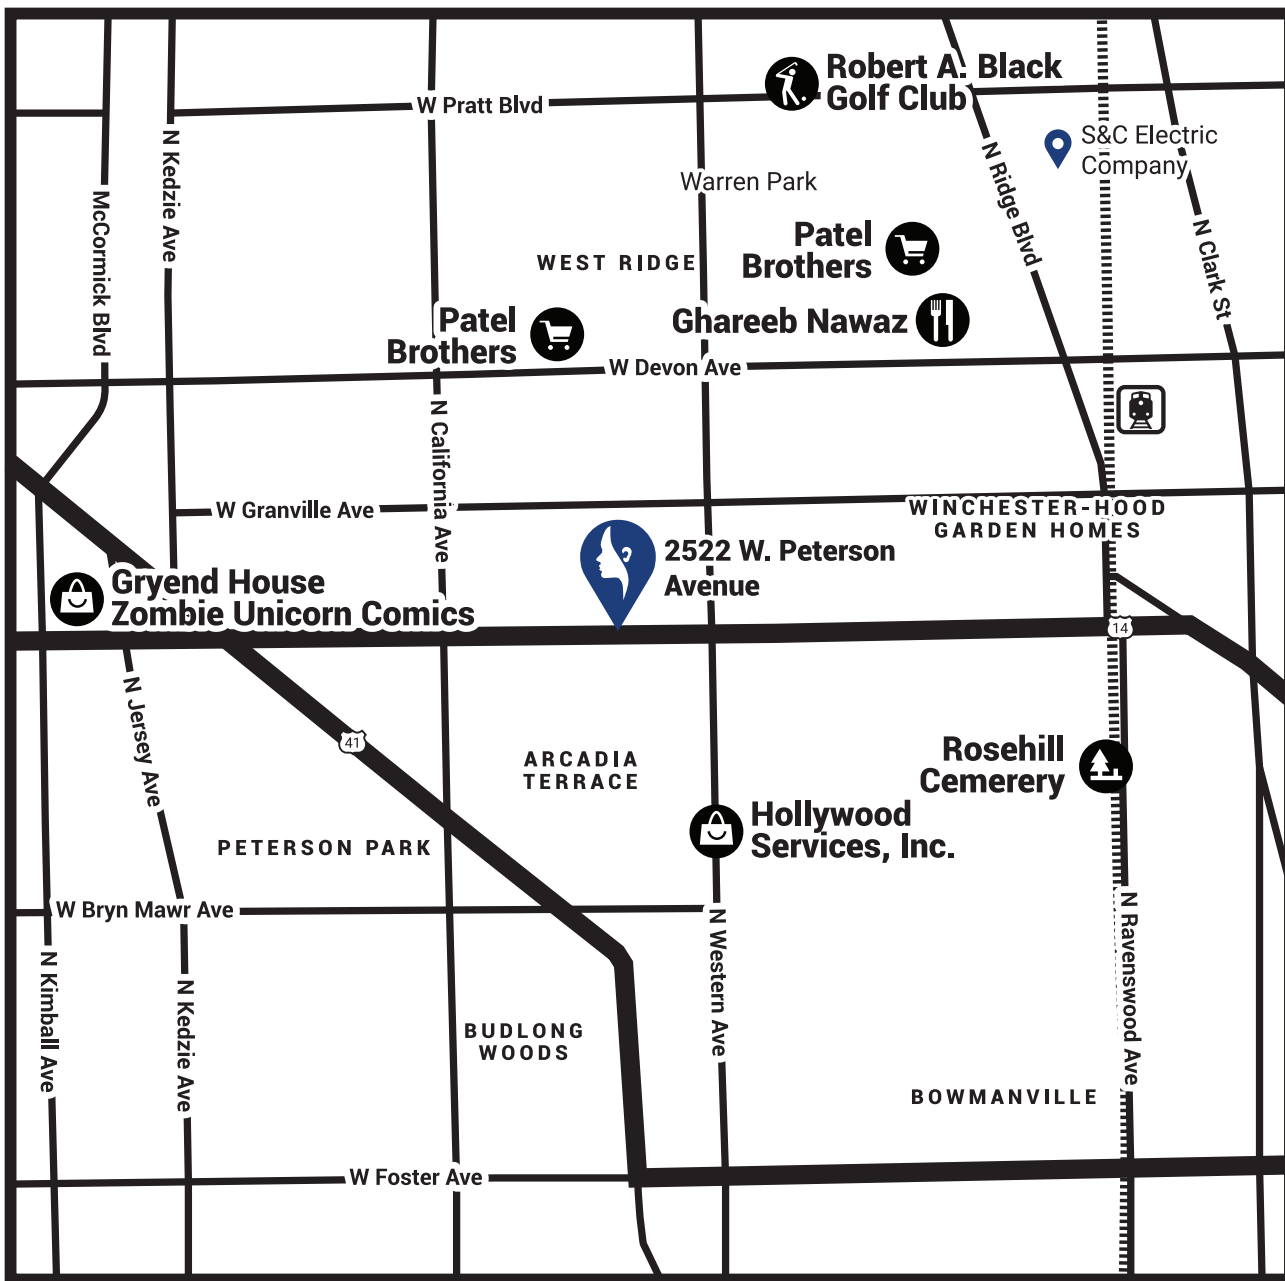 Robert A. Black
Golf Club
W Pratt Blvd
S&C Electric
Company
N Kedzie Ave
N Ridge Blvd
Warren Park
McCormick Blvd
Patel
Brothers
N Clark St
WEST RIDGE
Patel
Brothers
Ghareeb Nawaz
W Devon Ave
N California Ave
W Granville Ave
WINCHESTER-HOOD
GARDEN HOMES
2522 W. Peterson
Avenue
Gryend House
Zombie Unicorn Comics
14
N Jersey Ave
41
ARCADIA
TERRACE
Rosehill
Cemerery
Hollywood
Services, Inc.
PETERSON PARK
W Bryn Mawr Ave
N Western Ave
N Ravenswood Ave
N Kimball Ave
N Kedzie Ave
BUDLONG
WOODS
BOWMANVILLE
W Foster Ave